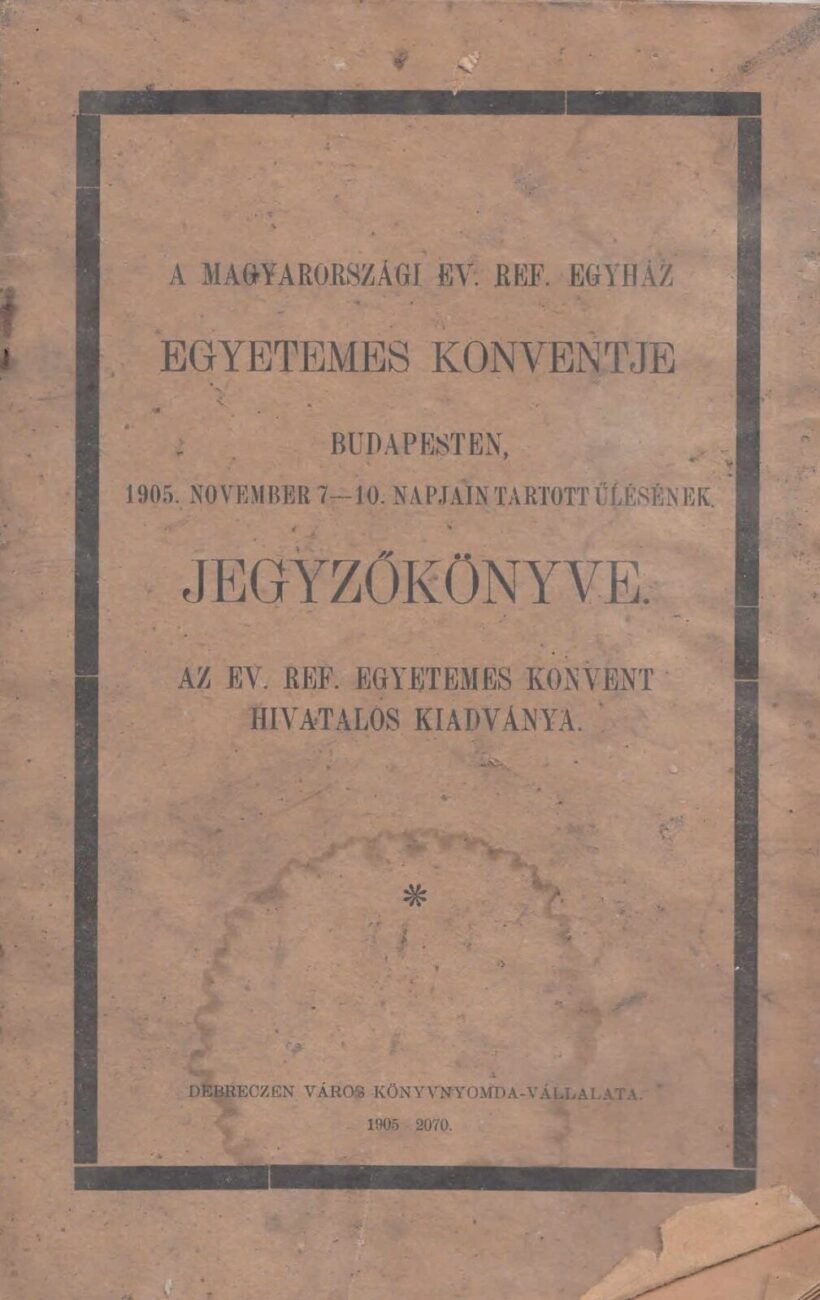 A MAGYARORSZÁGI EV. REF. EGYHÁZ
EGYETEMES KONVENTJE
BUDAPESTEN,
1905. NOVEMBER 7—10. NAPJAIN TARTOTT ÜLÉSÉNEK
JEGYZŐKÖNYVE.
AZ EV. REF. EGYETEMES KONVENT
HIVATALOS KIADVÁNYA.
*
DEBRECZEN VÁROS KÖNYVNYOMDA-VÁLLALATA.
1905 2070.